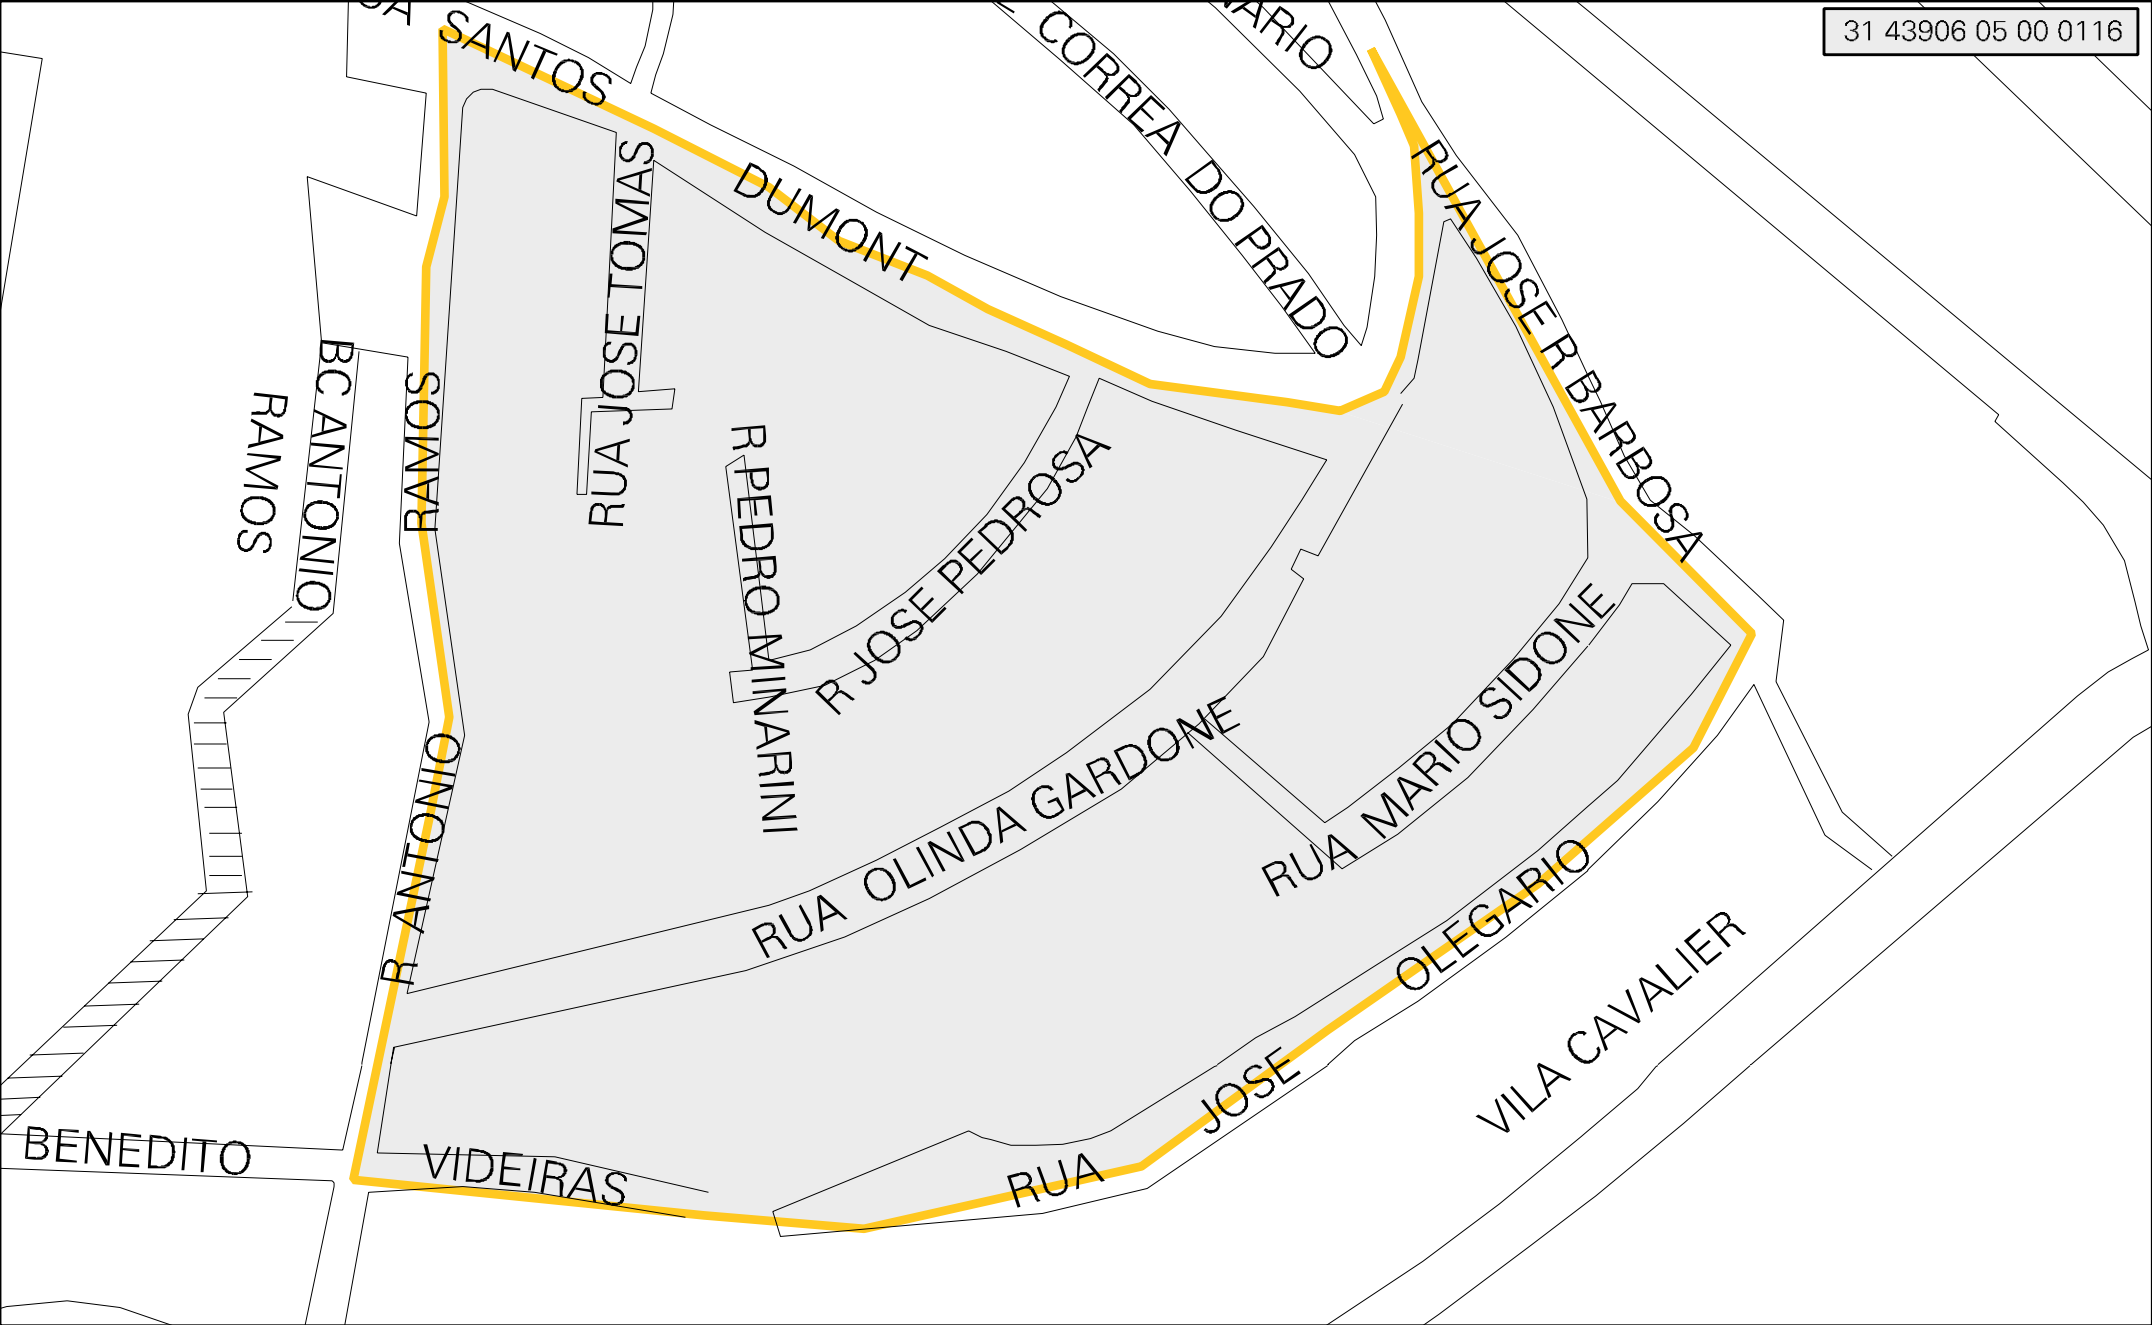 31 43906 05 00 0116
SANTOS
DUMONT
CORREA DO PRADO
RUA JOSE R BARBOSA
RUA JOSE TOMAS
BC ANTONIO
RAMOS
R ANTONIO RAMOS
R PEDRO MINARINI
R JOSE PEDROSA
RUA OLINDA GARDONE
RUA MARIO SIDONE
RUA JOSE OLEGARIO
VILA CAVALIER
BENEDITO VIDEIRAS